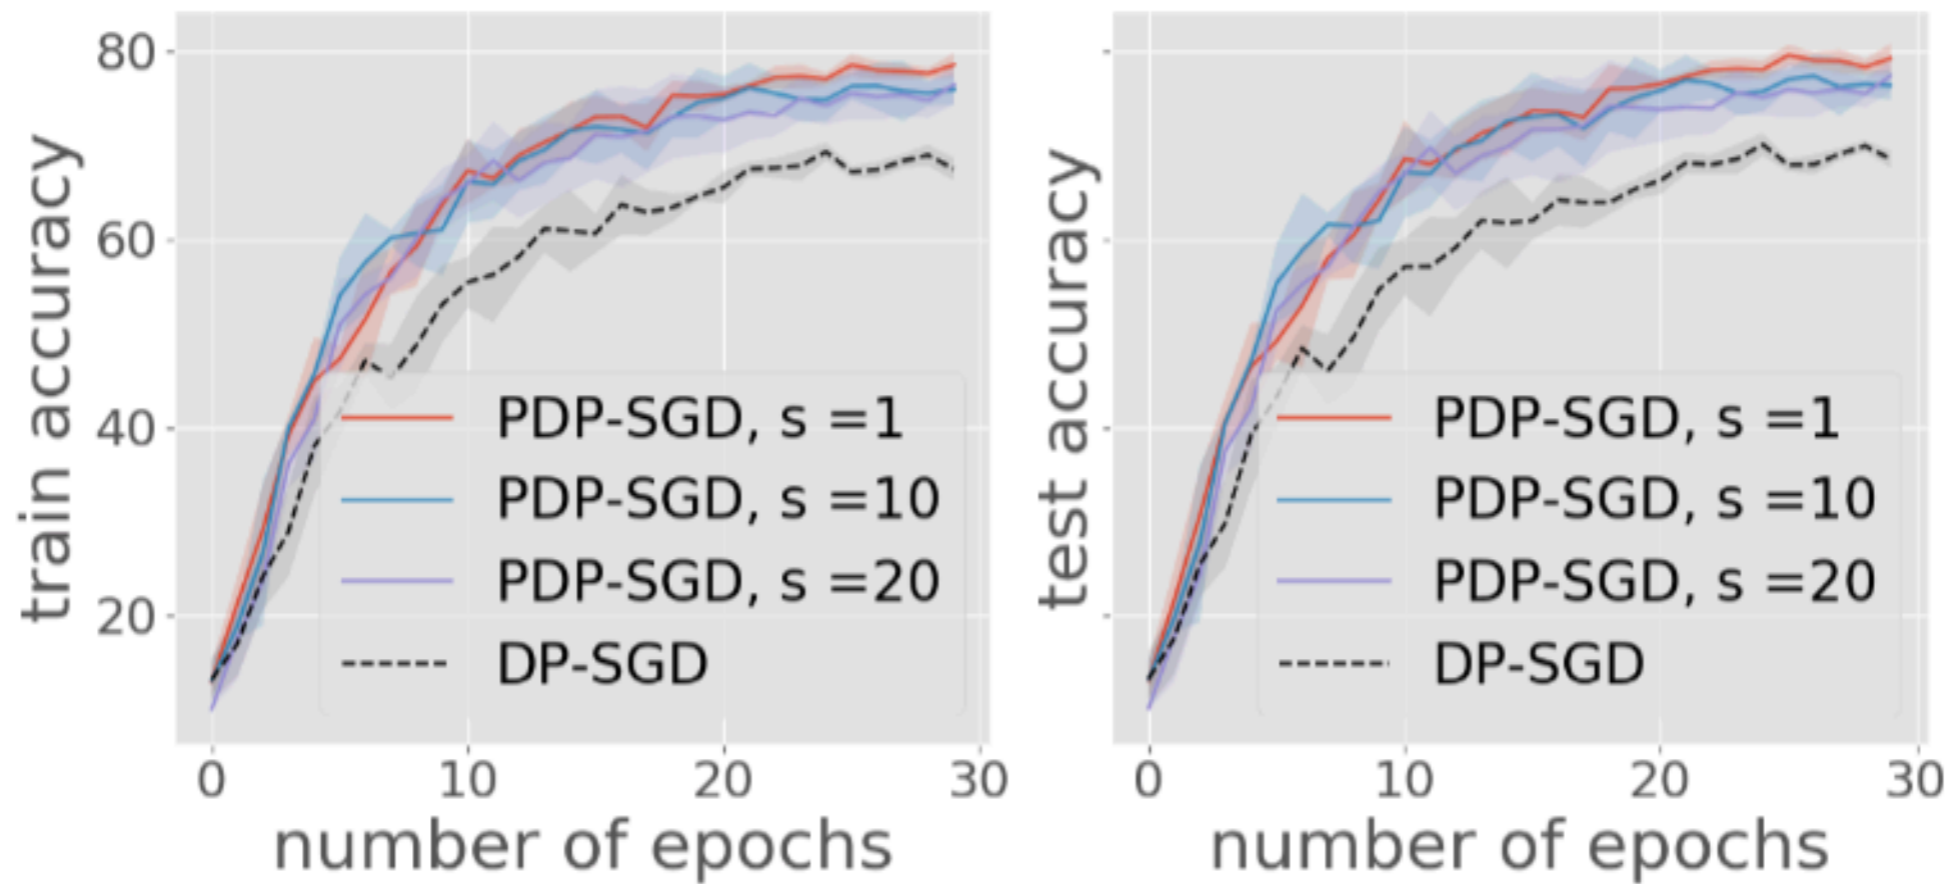 train accuracy
80
60
40
20
PDP-SGD, s =1
PDP-SGD, s =10
PDP-SGD, s =20
DP-SGD
0 10 20 30
number of epochs
test accuracy
PDP-SGD, s =1
PDP-SGD, s =10
PDP-SGD, s =20
DP-SGD
0 10 20 30
number of epochs